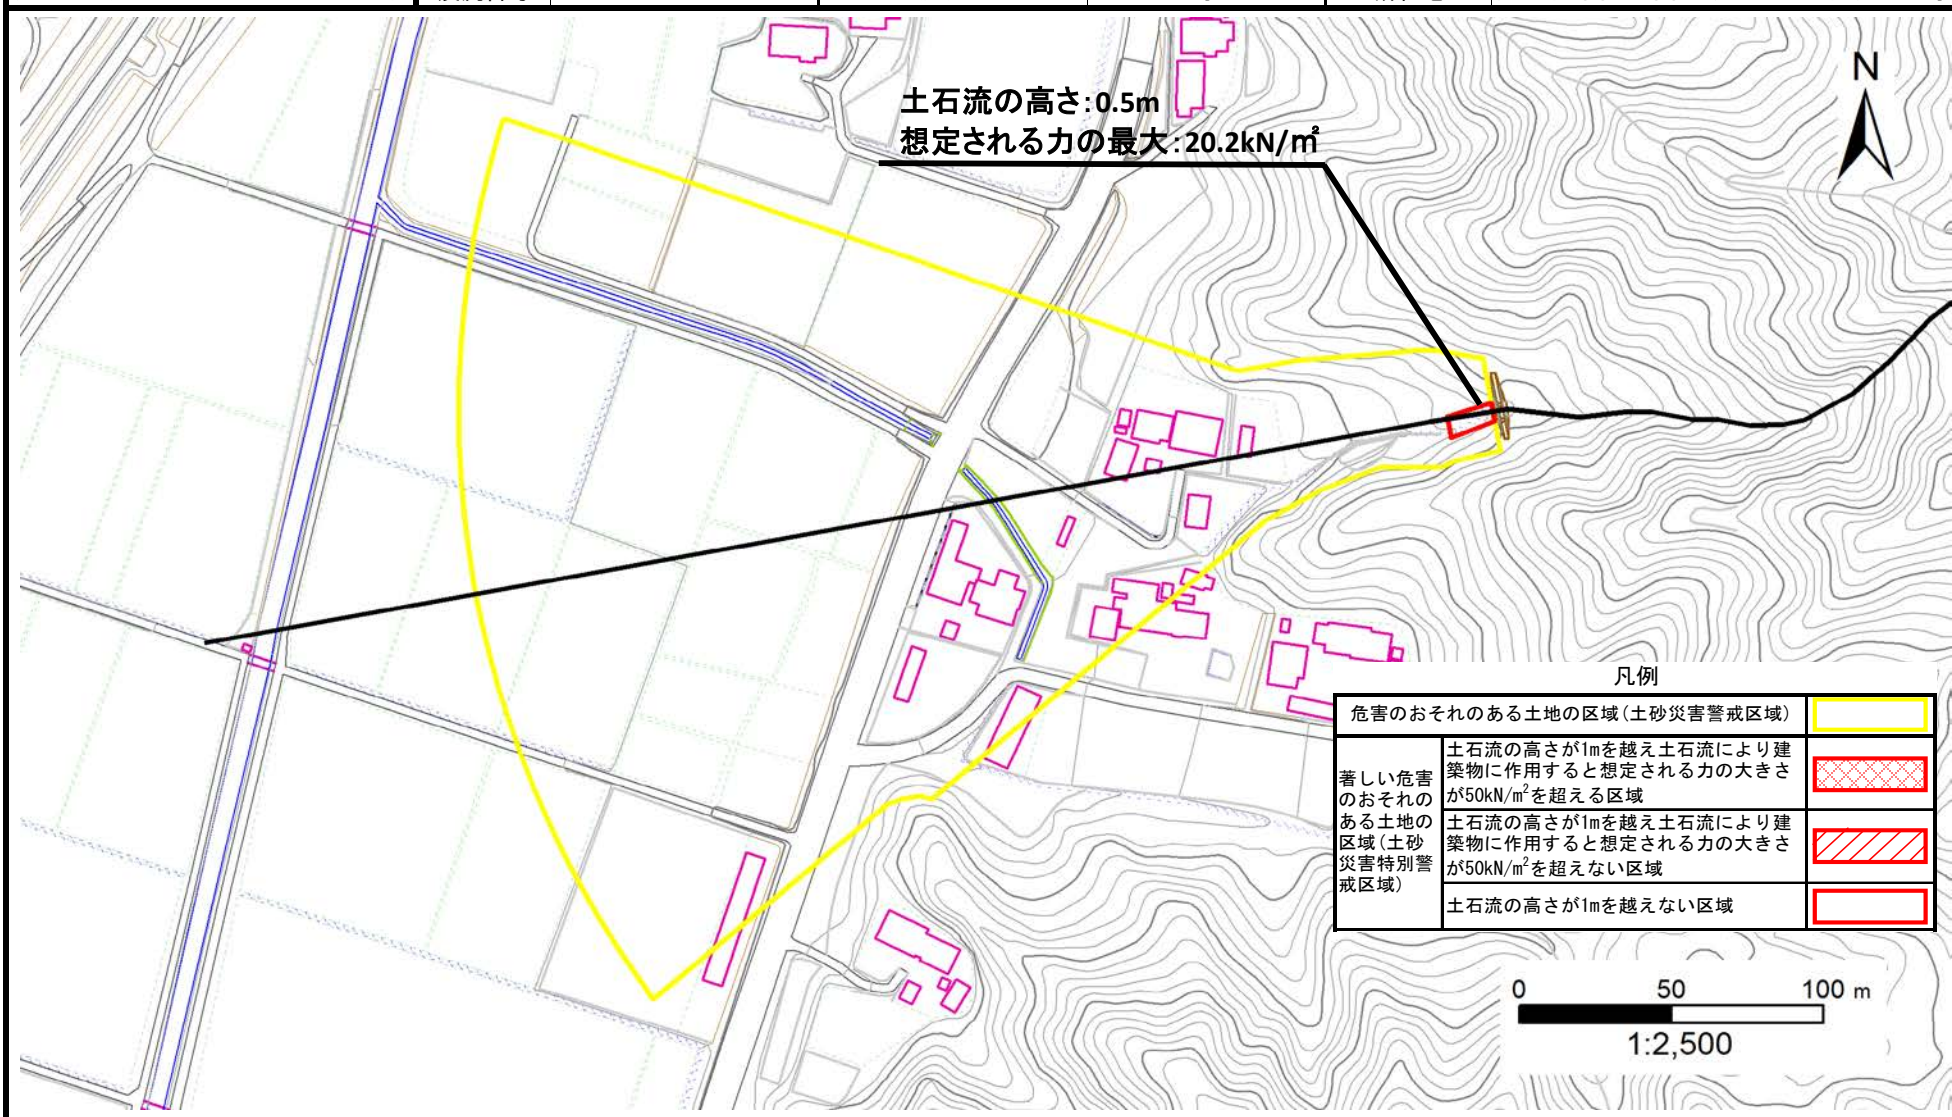 土石流の高さ:0.5m
想定される力の最大:20.2kN/㎡
N
凡例
危害のおそれのある土地の区域(土砂災害警戒区域)
著しい危害
のおそれの
ある土地の
区域(土砂
災害特別警
戒区域)
土石流の高さが1mを越え土石流により建
築物に作用すると想定される力の大きさ
が50kN/m²を超える区域
土石流の高さが1mを越え土石流により建
築物に作用すると想定される力の大きさ
が50kN/m²を超えない区域
土石流の高さが1mを越えない区域
0 50 100 m
1:2,500